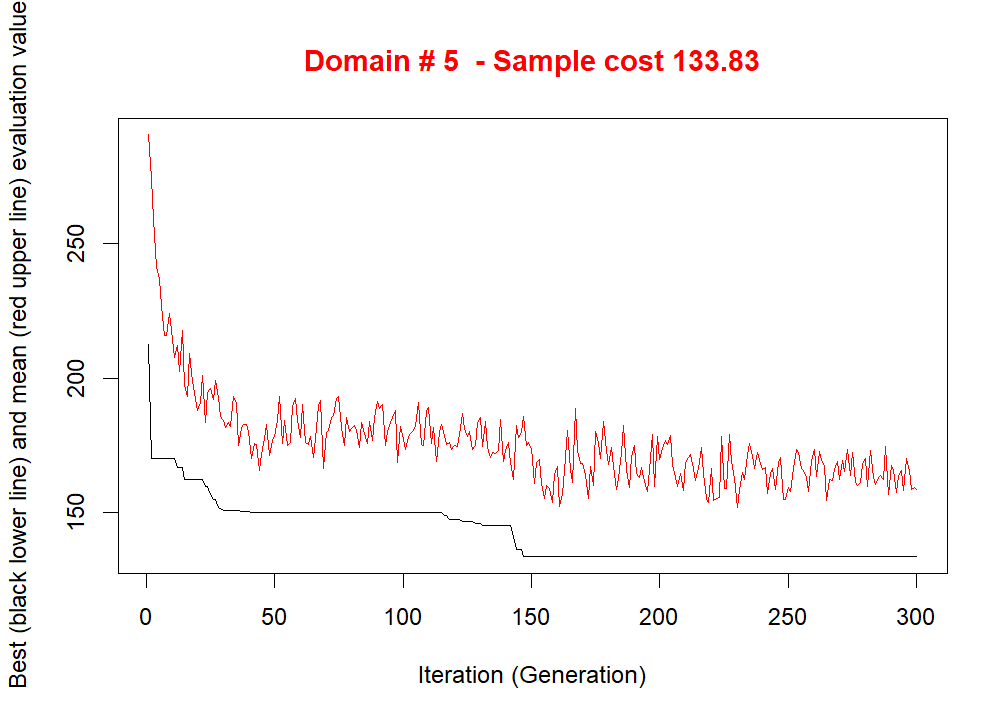 Domain # 5  - Sample cost 133.83
Best (black lower line) and mean (red upper line) evaluation value
250
200
150
0 50 100 150 200 250 300
Iteration (Generation)